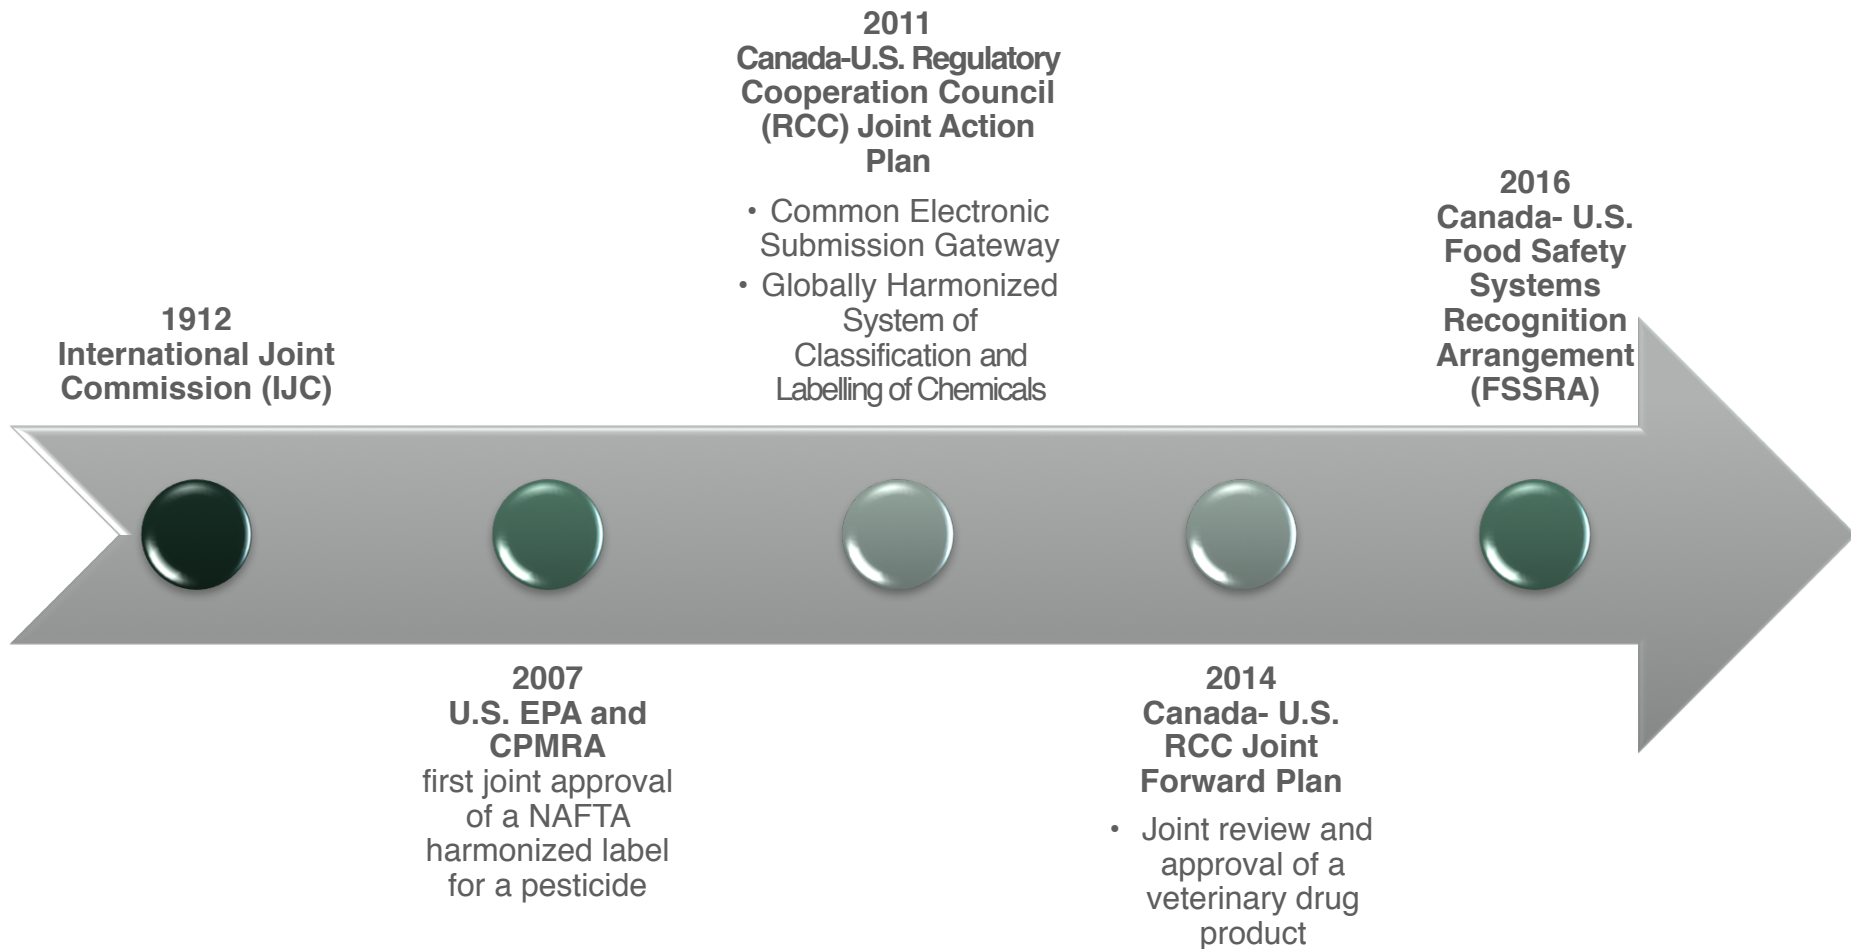 1912
International Joint
Commission (IJC)
2007
U.S. EPA and
CPMRA
first joint approval
of a NAFTA
harmonized label
for a pesticide
2011
Canada-U.S. Regulatory
Cooperation Council
(RCC) Joint Action
Plan
• Common Electronic
Submission Gateway
• Globally Harmonized
System of
Classification and
Labelling of Chemicals
2014
Canada- U.S.
RCC Joint
Forward Plan
• Joint review and
approval of a
veterinary drug
product
2016
Canada- U.S.
Food Safety
Systems
Recognition
Arrangement
(FSSRA)